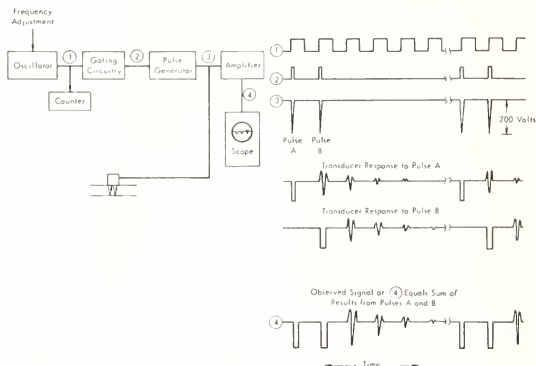 Frequency
Adjustment
Oscillator
1
Gating
Circuitry
2
Pulse
Generator
3
Amplifier
Counter
4
Scope
1
2
3
200 Volts
Pulse
A
Pulse
B
Transducer Response to Pulse A
Transducer Response to Pulse B
Observed Signal at 4 Equals Sum of
Results from Pulses A and B
4
Time